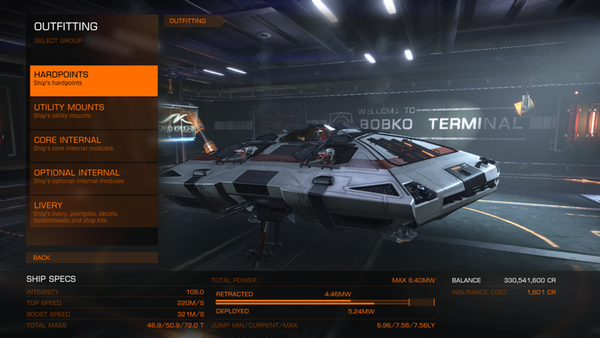 OUTFITTING
SELECT GROUP
OUTFITTING
HARDPOINTS
Ship's hardpoints
UTILITY MOUNTS
Ship's utility mounts
CORE INTERNAL
Ship's core internal modules
OPTIONAL INTERNAL
Ship's optional internal modules
LIVERY
Ship's livery, paintjobs, decals,
bobbleheads and ship kits
BACK
WELCOME TO
BOBKO TERMINAL
SHIP SPECS
INTEGRITY 108.0
TOP SPEED 220M/S
BOOST SPEED 321M/S
TOTAL MASS 46.9/50.9/72.0 T
TOTAL POWER MAX 6.40MW
RETRACTED 4.46MW
DEPLOYED 5.24MW
JUMP MIN/CURRENT/MAX 6.98/7.56/7.56LY
BALANCE 330,541,600 CR
INSURANCE COST 1,601 CR